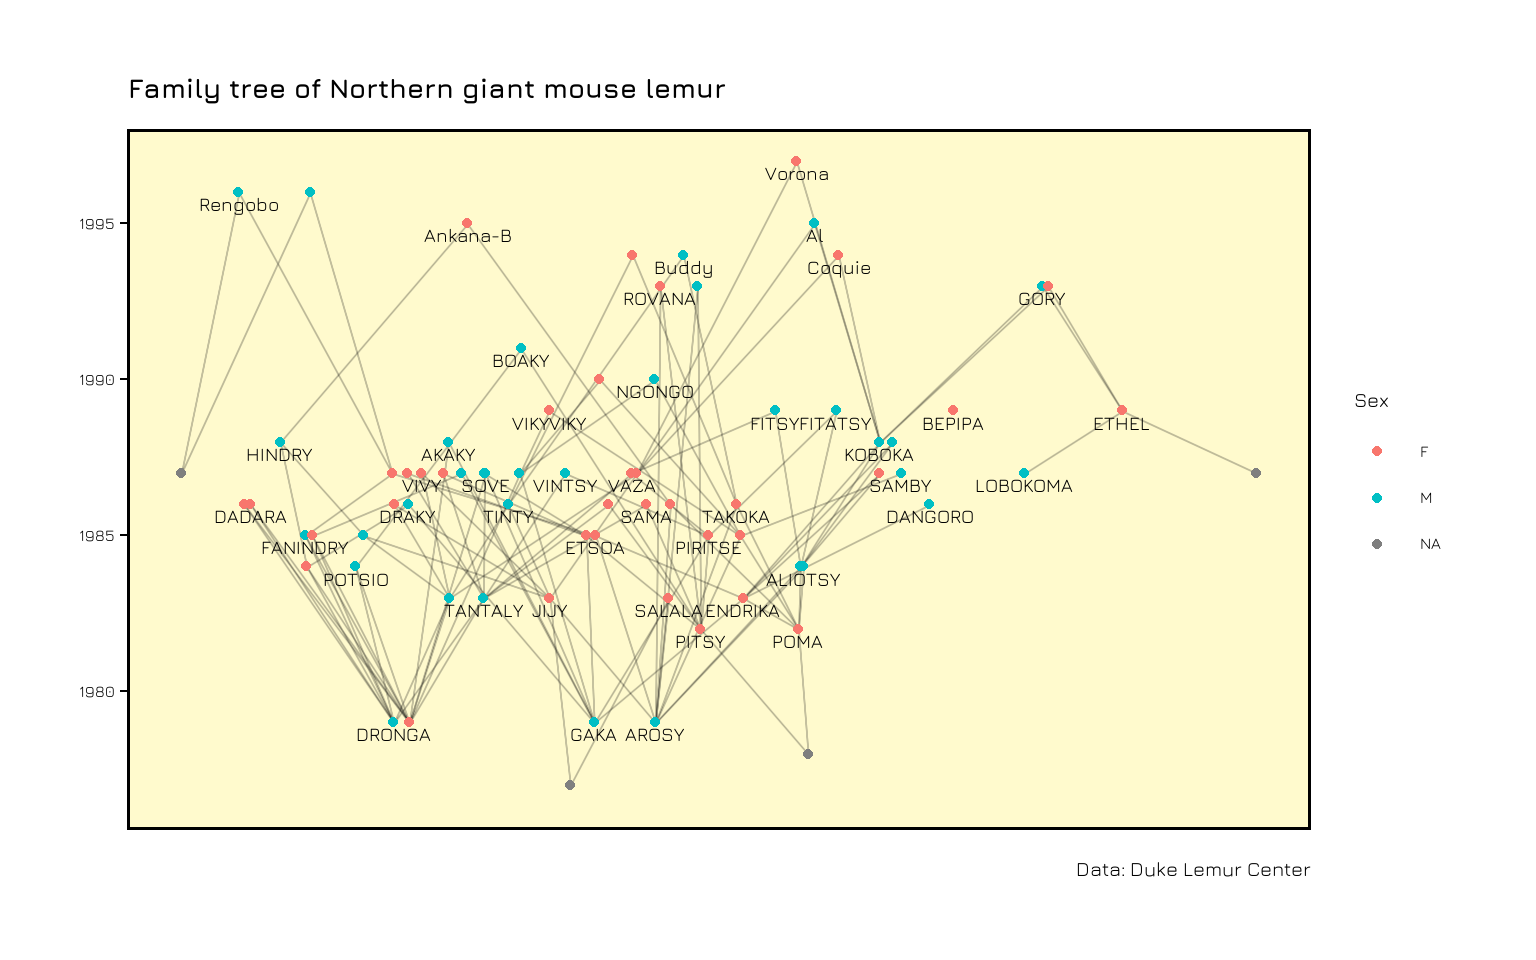 Family tree of Northern giant mouse lemur
Vorona
Rengobo
1995
Ankana-B
Al
Buddy
Coquie
ROVANA
GORY
BOAKY
1990
NGONGO
VIKYVIKY
FITSYFITATSY
BEPIPA
ETHEL
Sex
HINDRY
AKAKY
KOBOKA
F
VIVY
SOVE
VINTSY
VAZA
SAMBY
LOBOKOMA
M
DADARA
DRAKY
TINTY
SAMA
TAKOKA
DANGORO
1985
FANINDRY
ETSOA
PIRITSE
NA
POTSIO
ALIOTSY
TANTALY
JIJY
SALALA
ENDRIKA
PITSY
POMA
1980
DRONGA
GAKA
AROSY
Data: Duke Lemur Center